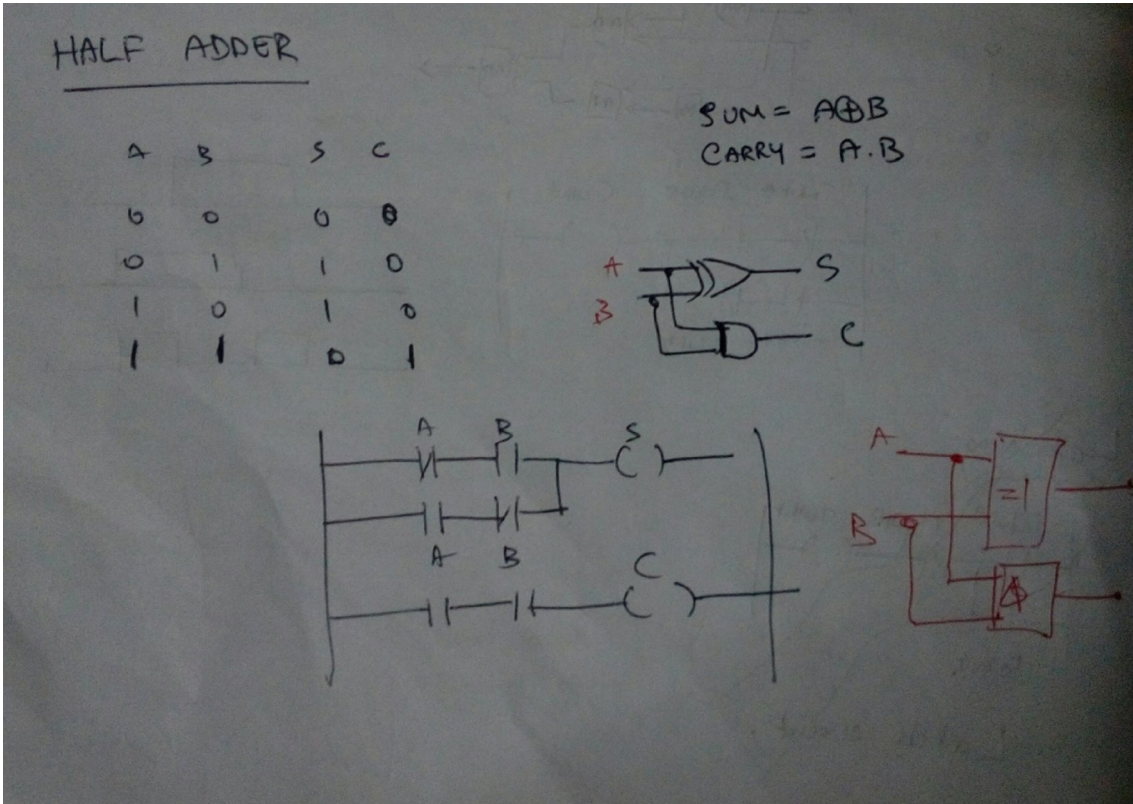 HALF ADDER
SUM = A⊕B
CARRY = A.B
A B S C
0 0 0 0
0 1 1 0
1 0 1 0
1 1 0 1
A
S
B
C
A B S
A B C
A
=1
B